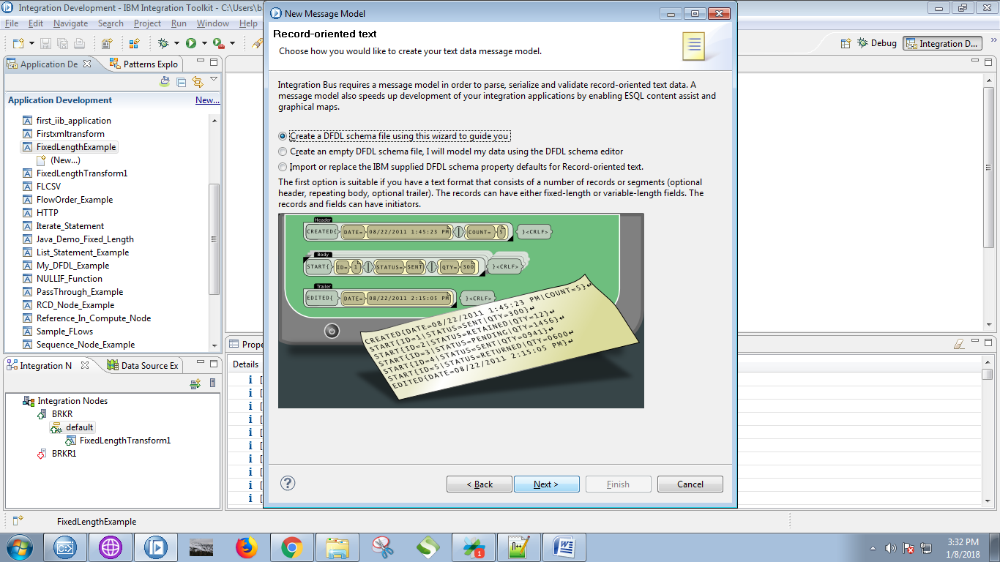 Integration Development - IBM Integration Toolkit - C:\Users\b
File Edit Navigate Search Project Run Window Help
Debug
Integration D...
Application De
Patterns Explo
Application Development
New...
first_iib_application
Firstxmltransform
FixedLengthExample
(New...)
FixedLengthTransform1
FLCSV
FlowOrder_Example
HTTP
Iterate_Statement
Java_Demo_Fixed_Length
List_Statement_Example
My_DFDL_Example
NULLIF_Function
PassThrough_Example
RCD_Node_Example
Reference_In_Compute_Node
Sample_FLows
Sequence_Node_Example
Integration N
Data Source Ex
Integration Nodes
BRKR
default
FixedLengthTransform1
BRKR1
Prope
Details
New Message Model
Record-oriented text
Choose how you would like to create your text data message model.
Integration Bus requires a message model in order to parse, serialize and validate record-oriented text data. A
message model also speeds up development of your integration applications by enabling ESQL content assist and
graphical maps.
Create a DFDL schema file using this wizard to guide you
Create an empty DFDL schema file, I will model my data using the DFDL schema editor
Import or replace the IBM supplied DFDL schema property defaults for Record-oriented text.
The first option is suitable if you have a text format that consists of a number of records or segments (optional
header, repeating body, optional trailer). The records can have either fixed-length or variable-length fields. The
records and fields can have initiators.
Header
CREATED{ DATE= 08/22/2011 1:45:23 PM | COUNT= 5 }<CRLF>
Body
START{ ID= 1 | STATUS= SENT | QTY= 300 }<CRLF>
Trailer
EDITED{ DATE= 08/22/2011 2:15:05 PM }<CRLF>
CREATED{DATE=08/22/2011 1:45:23 PM|COUNT=5}↵
START{ID=1|STATUS=SENT|QTY=300}↵
START{ID=2|STATUS=RETAINED|QTY=12}↵
START{ID=3|STATUS=PENDING|QTY=1456}↵
START{ID=4|STATUS=SENT|QTY=0941}↵
START{ID=5|STATUS=RETURNED|QTY=0600
EDITED{DATE=08/22/2011 2:15:05 PM}↵
< Back
Next >
Finish
Cancel
FixedLengthExample
3:32 PM
1/8/2018